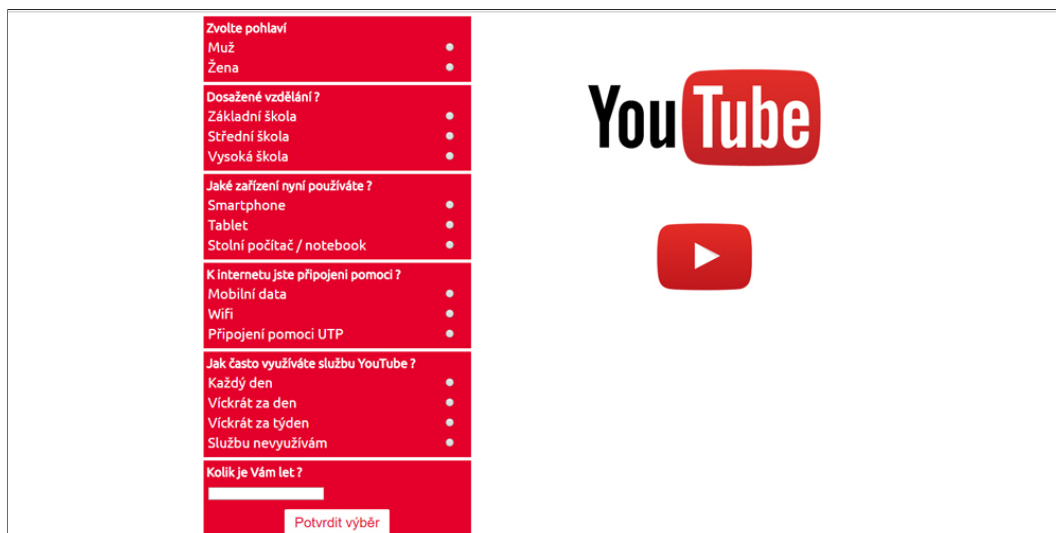 Zvolte pohlaví
Muž
Žena
Dosažené vzdělání ?
Základní škola
Střední škola
Vysoká škola
Jaké zařízení nyní používáte ?
Smartphone
Tablet
Stolní počítač / notebook
K internetu jste připojeni pomoci ?
Mobilní data
Wifi
Připojení pomoci UTP
Jak často využíváte službu YouTube ?
Každý den
Víckrát za den
Víckrát za týden
Službu nevyužívám
Kolik je Vám let ?
Potvrdit výběr
YouTube